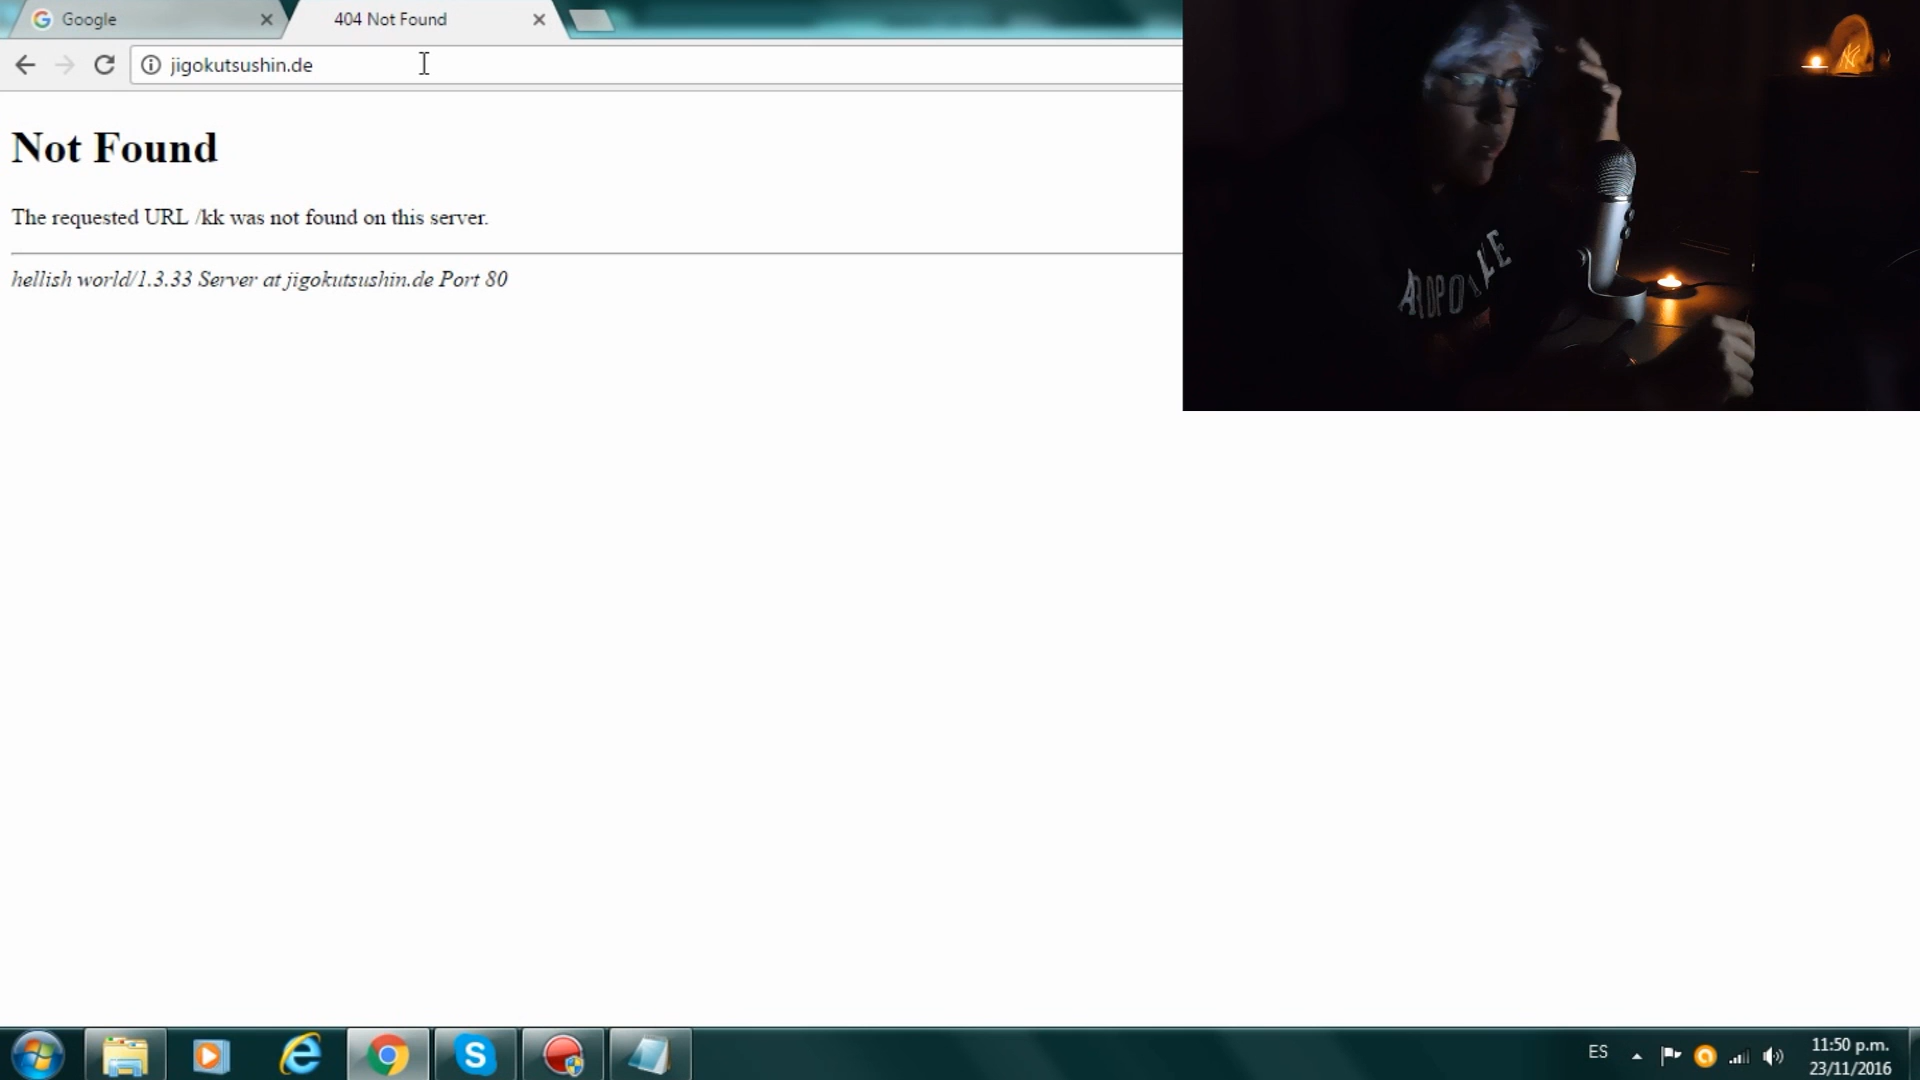 Google
404 Not Found
jigokutsushin.de
Not Found
The requested URL /kk was not found on this server.
hellish world/1.3.33 Server at jigokutsushin.de Port 80
ES
11:50 p.m.
23/11/2016